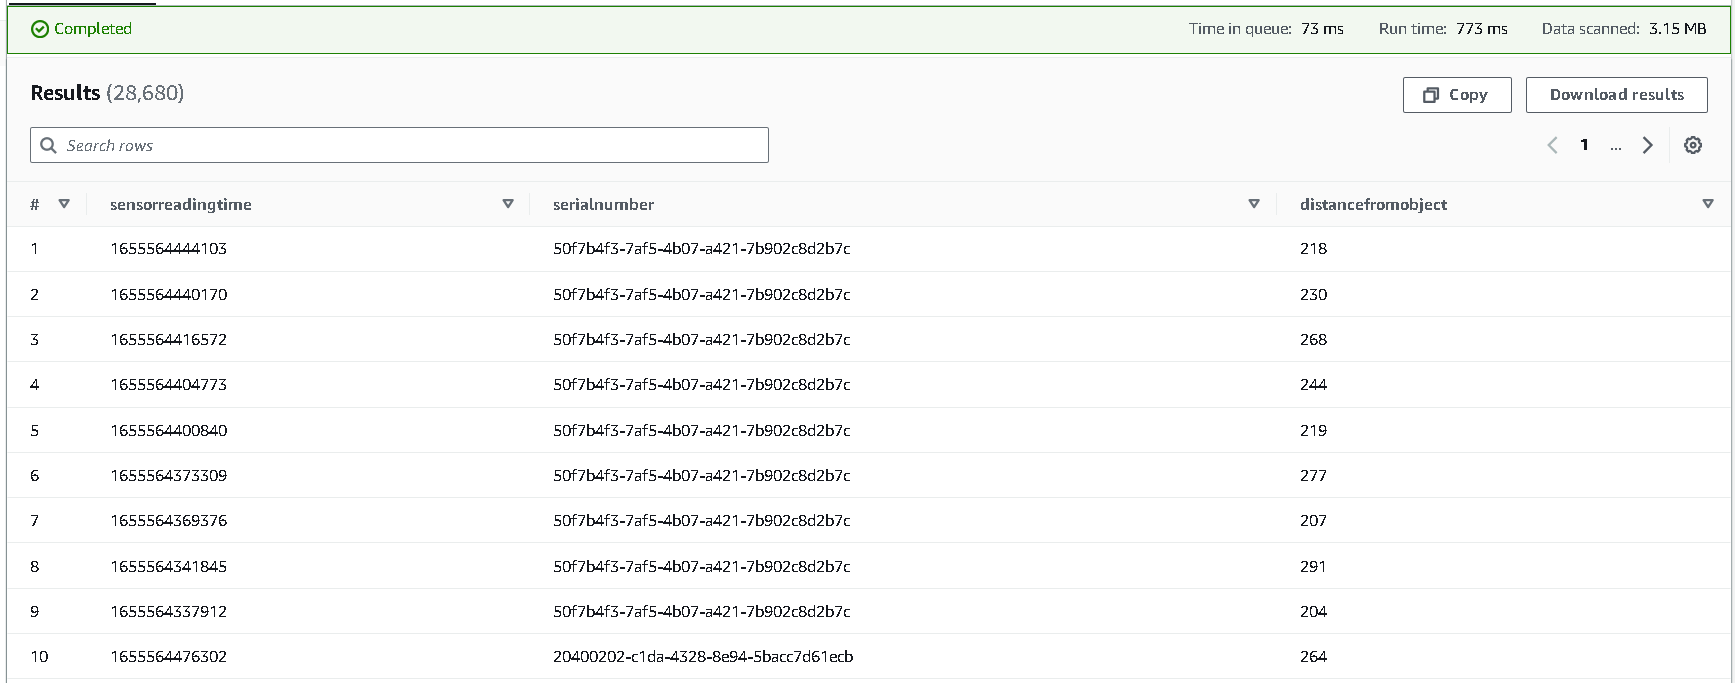 Completed Time in queue: 73 ms Run time: 773 ms Data scanned: 3.15 MB
Results (28,680) Copy Download results
Search rows 1 ...
# sensorreadingtime serialnumber distancefromobject
1 1655564444103 50f7b4f3-7af5-4b07-a421-7b902c8d2b7c 218
2 1655564440170 50f7b4f3-7af5-4b07-a421-7b902c8d2b7c 230
3 1655564416572 50f7b4f3-7af5-4b07-a421-7b902c8d2b7c 268
4 1655564404773 50f7b4f3-7af5-4b07-a421-7b902c8d2b7c 244
5 1655564400840 50f7b4f3-7af5-4b07-a421-7b902c8d2b7c 219
6 1655564373309 50f7b4f3-7af5-4b07-a421-7b902c8d2b7c 277
7 1655564369376 50f7b4f3-7af5-4b07-a421-7b902c8d2b7c 207
8 1655564341845 50f7b4f3-7af5-4b07-a421-7b902c8d2b7c 291
9 1655564337912 50f7b4f3-7af5-4b07-a421-7b902c8d2b7c 204
10 1655564476302 20400202-c1da-4328-8e94-5bacc7d61ecb 264